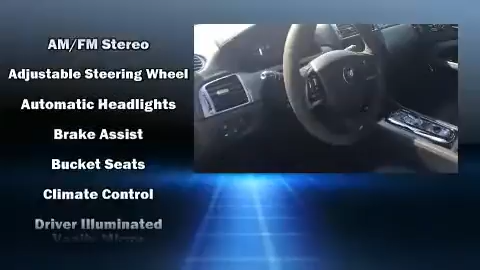 AM/FM Stereo
Adjustable Steering Wheel
Automatic Headlights
Brake Assist
Bucket Seats
Climate Control
Driver Illuminated